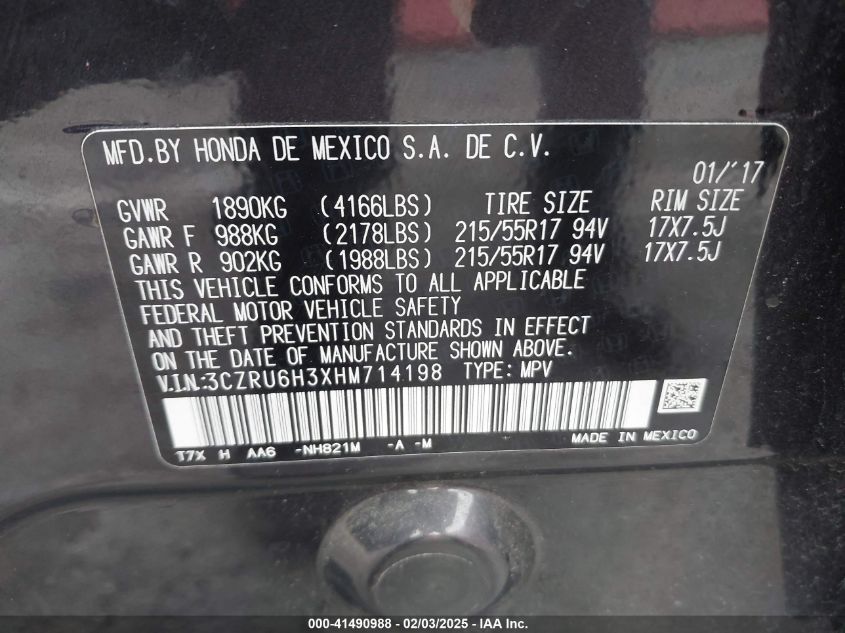 MFD.BY HONDA DE MEXICO S.A. DE C.V.
01/'17
GVWR 1890KG (4166LBS) TIRE SIZE RIM SIZE
GAWR F 988KG (2178LBS) 215/55R17 94V 17X7.5J
GAWR R 902KG (1988LBS) 215/55R17 94V 17X7.5J
THIS VEHICLE CONFORMS TO ALL APPLICABLE
FEDERAL MOTOR VEHICLE SAFETY
AND THEFT PREVENTION STANDARDS IN EFFECT
ON THE DATE OF MANUFACTURE SHOWN ABOVE.
V.I.N:3CZRU6H3XHM714198 TYPE: MPV
T7X H AA6 -NH821M -A -M MADE IN MEXICO
000-41490988 - 02/03/2025 - IAA Inc.